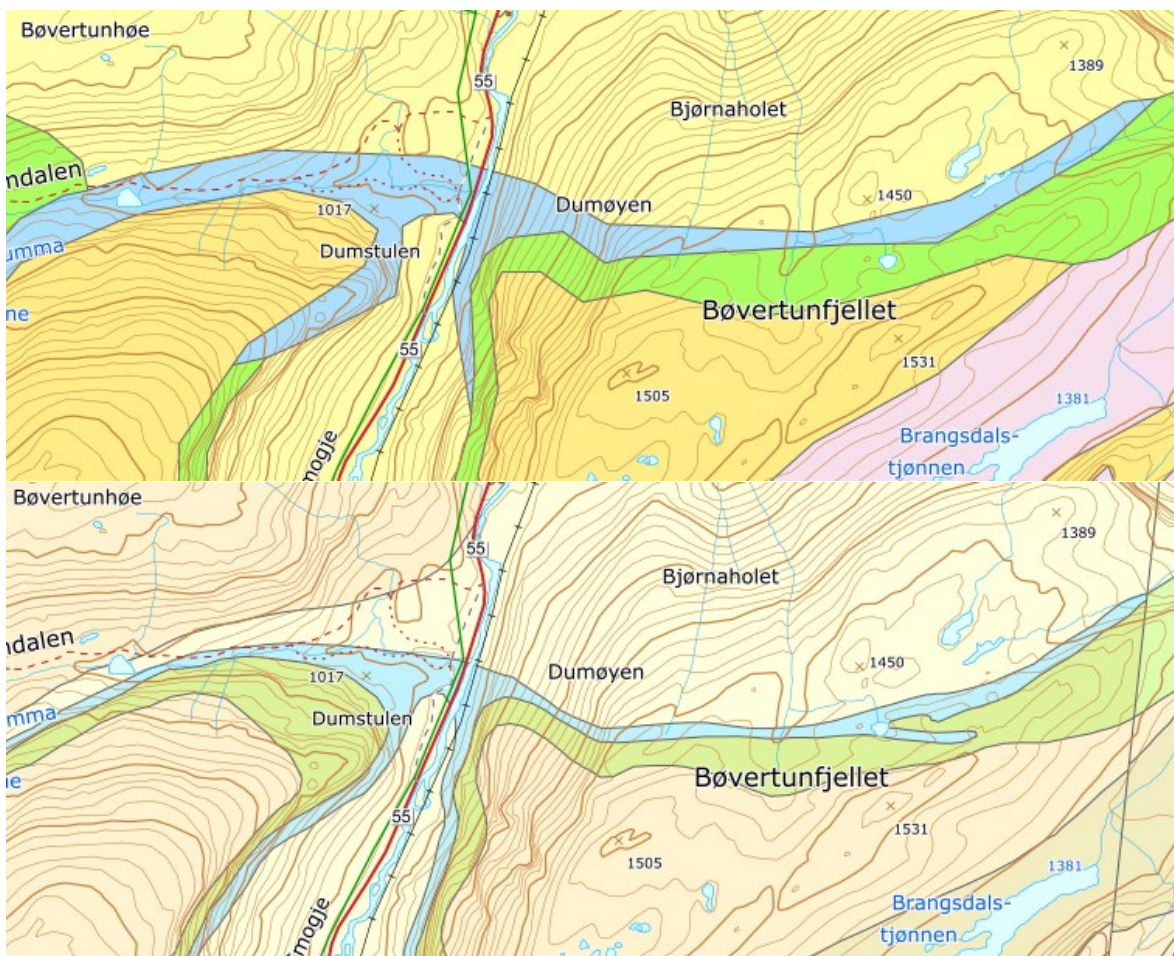 Bøvertunhøe
55
1389
Bjørnaholet
ndalen
1450
1017
Dumøyen
Dumstulen
umma
ne
Bøvertunfjellet
55
1531
1505
1381
Brangsdals-
tjønnen
mogje
Bøvertunhøe
55
1389
Bjørnaholet
ndalen
1450
1017
Dumøyen
Dumstulen
mma
Bøvertunfjellet
55
1531
1505
1381
Brangsdals-
tjønnen
mogje